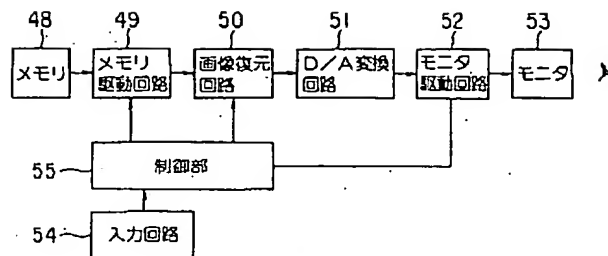 48 49 50 51 52 53
メモリ
メモリ
駆動回路
画像復元
回路
D/A変換
回路
モニタ
駆動回路
モニタ
55
制御部
54
入力回路